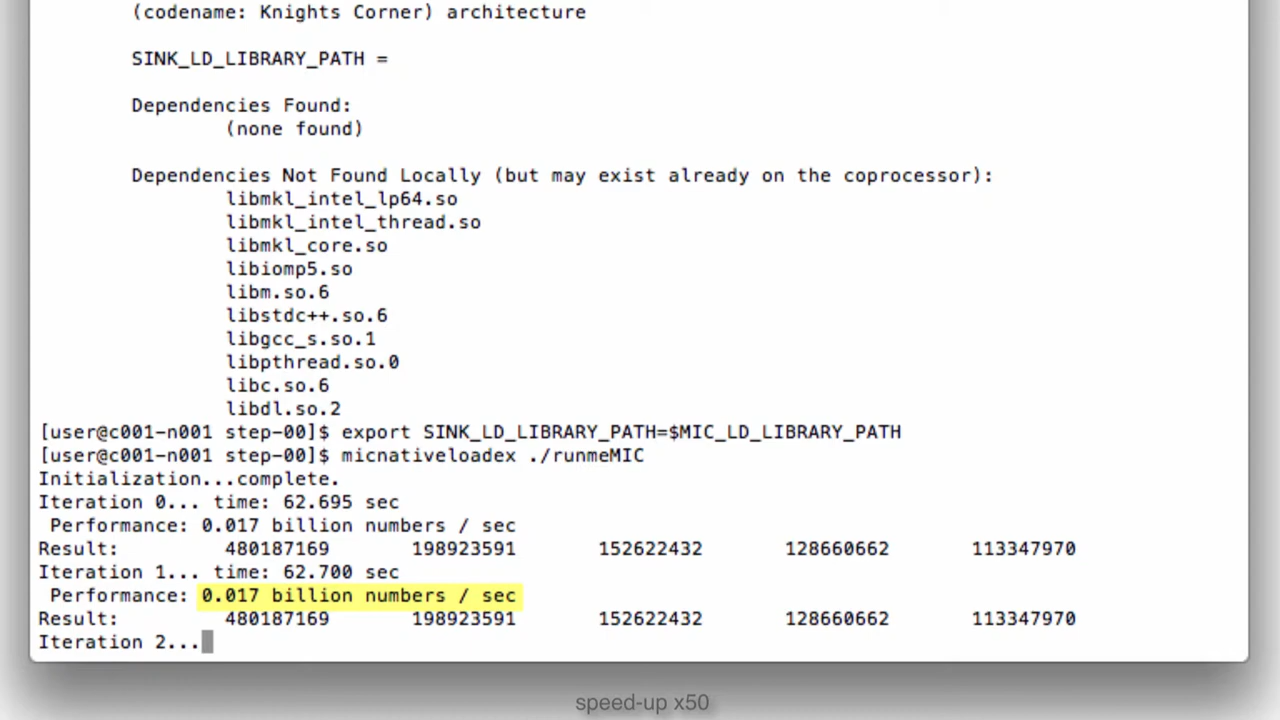 (codename: Knights Corner) architecture
SINK_LD_LIBRARY_PATH =
Dependencies Found:
(none found)
Dependencies Not Found Locally (but may exist already on the coprocessor):
libmkl_intel_lp64.so
libmkl_intel_thread.so
libmkl_core.so
libiomp5.so
libm.so.6
libstdc++.so.6
libgcc_s.so.1
libpthread.so.0
libc.so.6
libdl.so.2
[user@c001-n001 step-00]$ export SINK_LD_LIBRARY_PATH=$MIC_LD_LIBRARY_PATH
[user@c001-n001 step-00]$ micnativeloadex ./runmeMIC
Initialization...complete.
Iteration 0... time: 62.695 sec
Performance: 0.017 billion numbers / sec
Result: 480187169 198923591 152622432 128660662 113347970
Iteration 1... time: 62.700 sec
Performance: 0.017 billion numbers / sec
Result: 480187169 198923591 152622432 128660662 113347970
Iteration 2...
speed-up x50